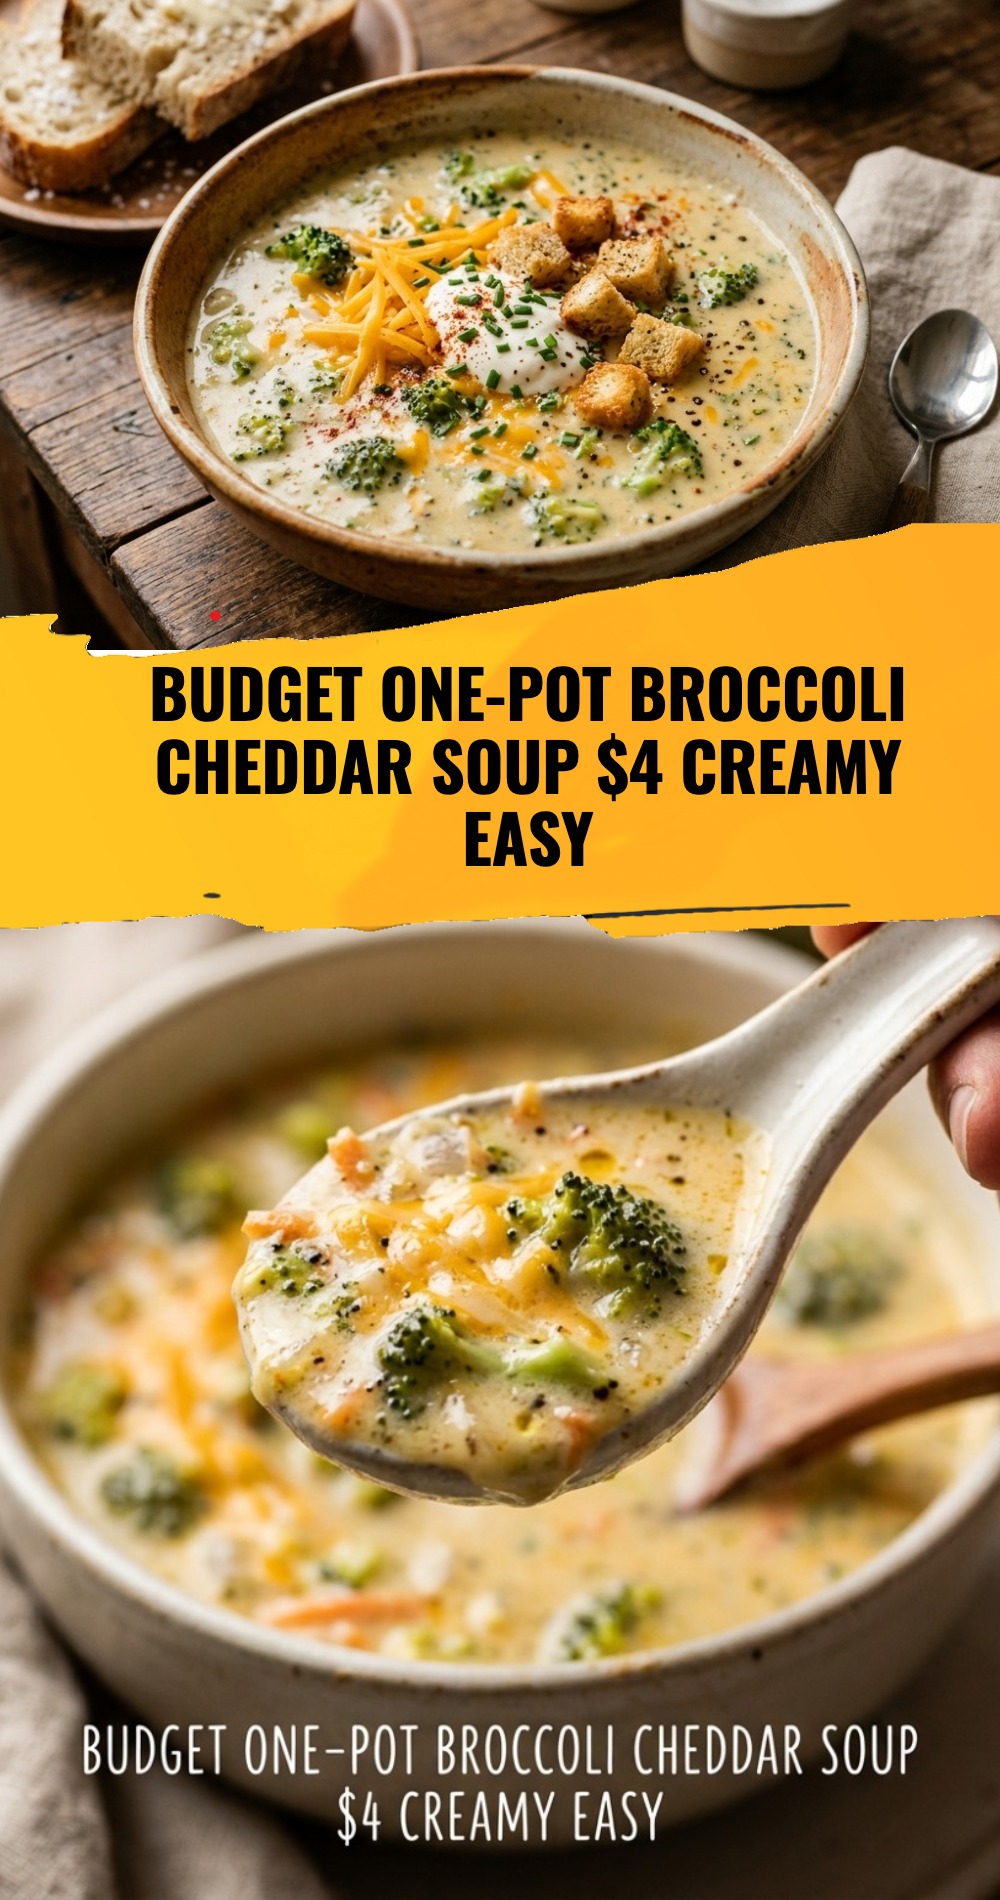 BUDGET ONE-POT BROCCOLI
CHEDDAR SOUP $4 CREAMY
EASY
BUDGET ONE-POT BROCCOLI CHEDDAR SOUP
$4 CREAMY EASY